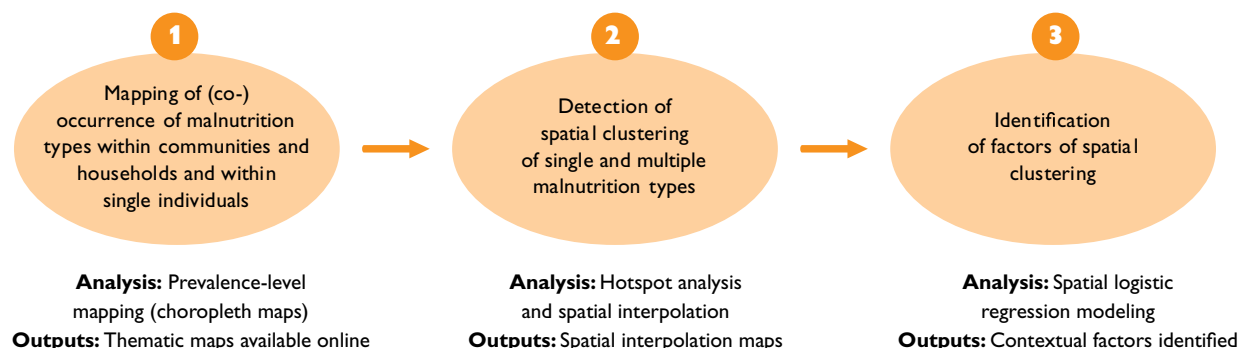 1
Mapping of (co-)
occurrence of malnutrition
types within communities and
households and within
single individuals
Analysis: Prevalence-level
mapping (choropleth maps)
Outputs: Thematic maps available online
2
Detection of
spatial clustering
of single and multiple
malnutrition types
Analysis: Hotspot analysis
and spatial interpolation
Outputs: Spatial interpolation maps
3
Identification
of factors of spatial
clustering
Analysis: Spatial logistic
regression modeling
Outputs: Contextual factors identified